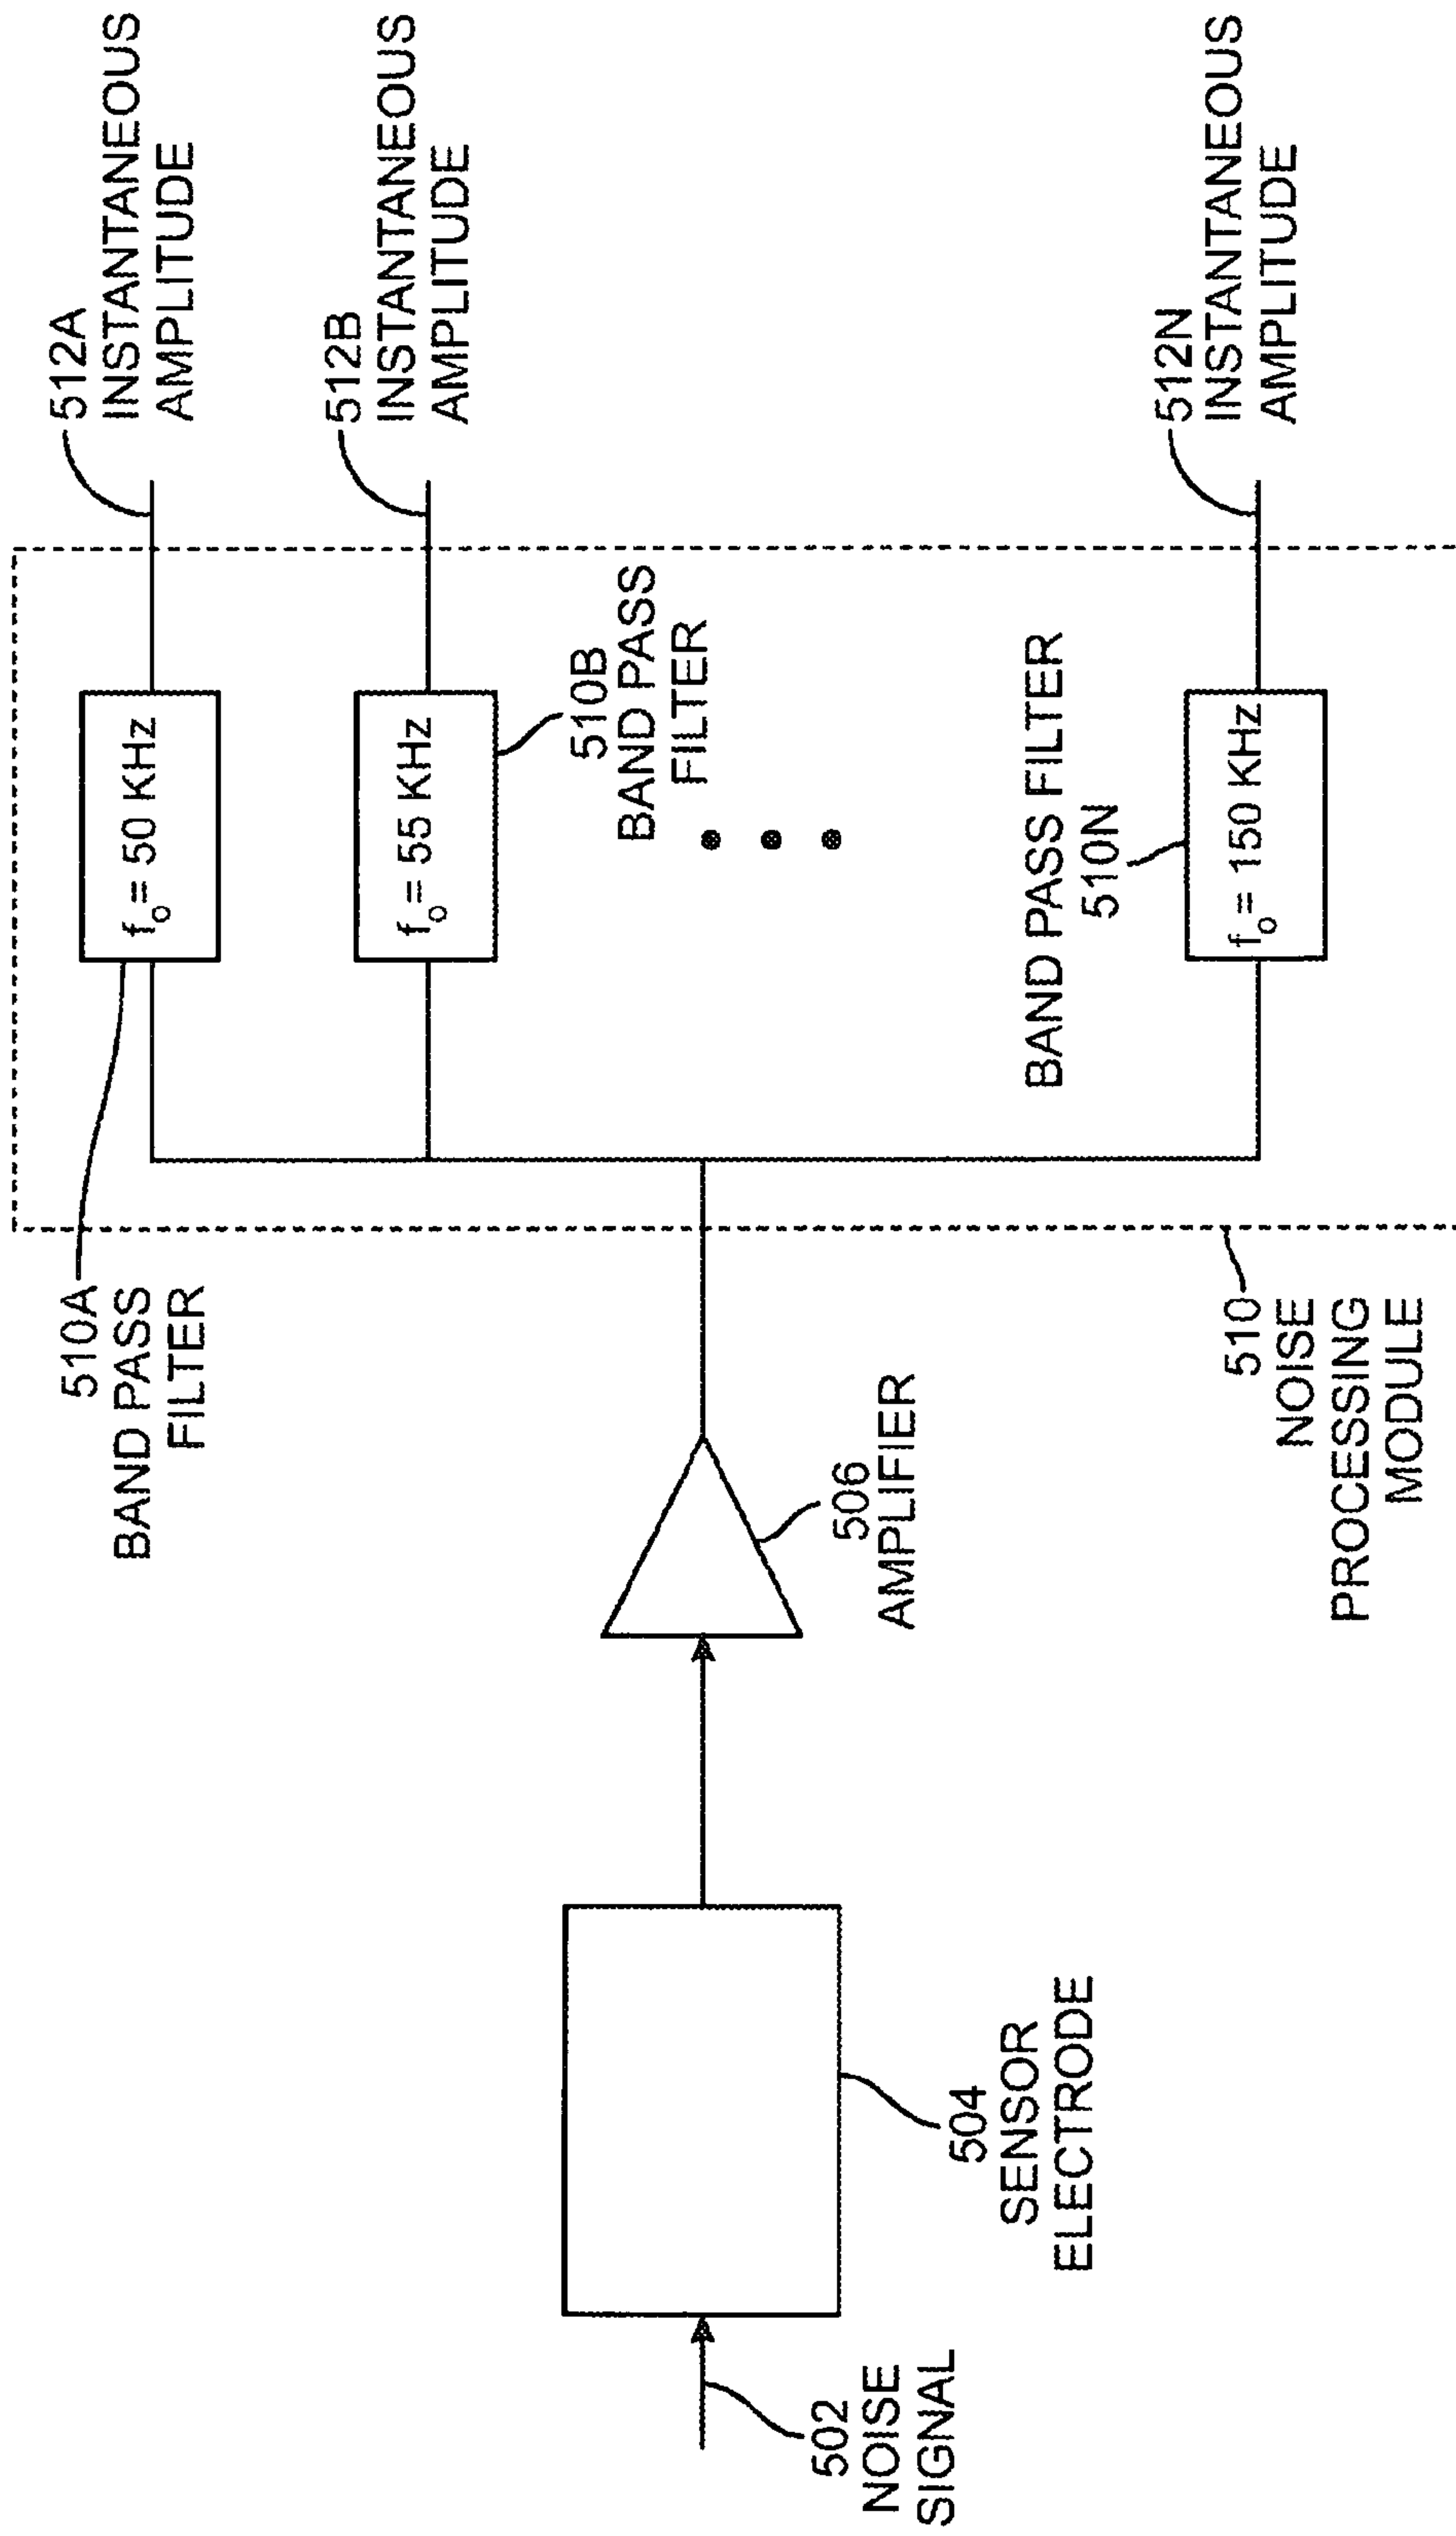 510A
BAND PASS
FILTER
512A
INSTANTANEOUS
AMPLITUDE
fo = 50 KHz
512B
INSTANTANEOUS
AMPLITUDE
fo = 55 KHz
510B
BAND PASS
FILTER
502
NOISE
SIGNAL
504
SENSOR
ELECTRODE
506
AMPLIFIER
BAND PASS FILTER
510N
fo = 150 KHz
512N
INSTANTANEOUS
AMPLITUDE
510
NOISE
PROCESSING
MODULE